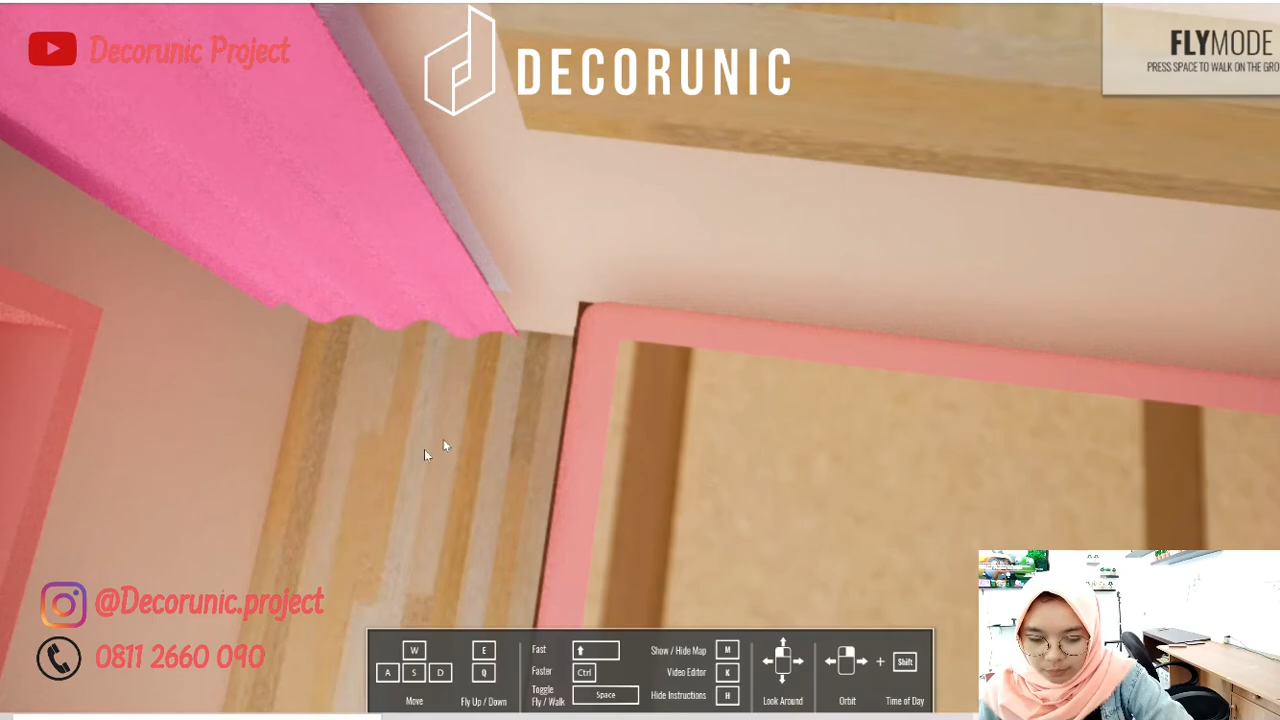 Decorunic Project
DECORUNIC
FLYMODE
PRESS SPACE TO WALK ON THE GRO
@Decorunic.project
0811 2660 090
W
A S D
Move
E
Q
Fly Up / Down
Fast
Faster Ctrl
Toggle Fly / Walk Space
Show / Hide Map M
Video Editor K
Hide Instructions H
Look Around
Orbit
+ Shift
Time of Day